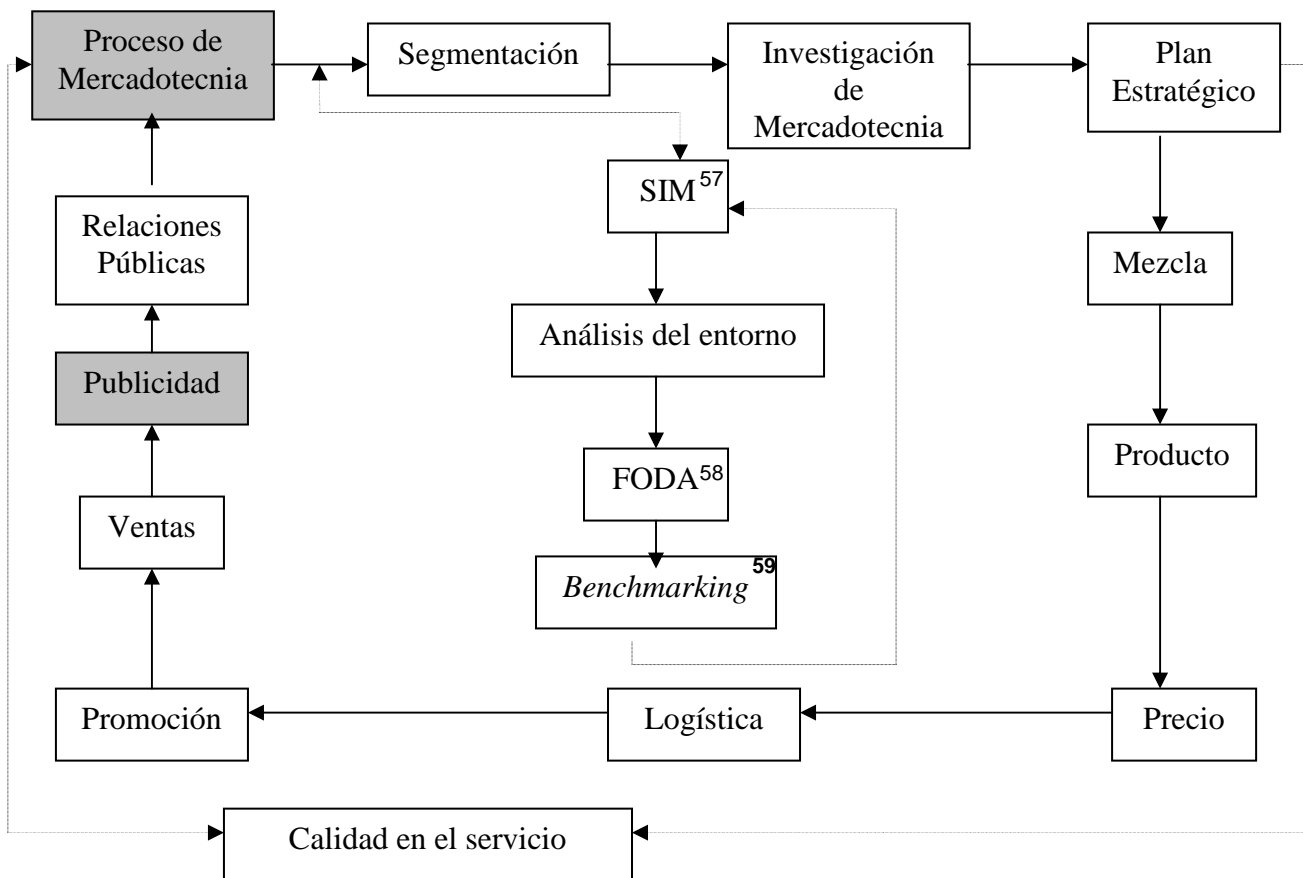 Proceso de
Mercadotecnia
Segmentación
Investigación
de
Mercadotecnia
Plan
Estratégico
SIM57
Relaciones
Públicas
Mezcla
Análisis del entorno
Publicidad
Producto
FODA58
Ventas
Benchmarking59
Promoción
Logística
Precio
Calidad en el servicio